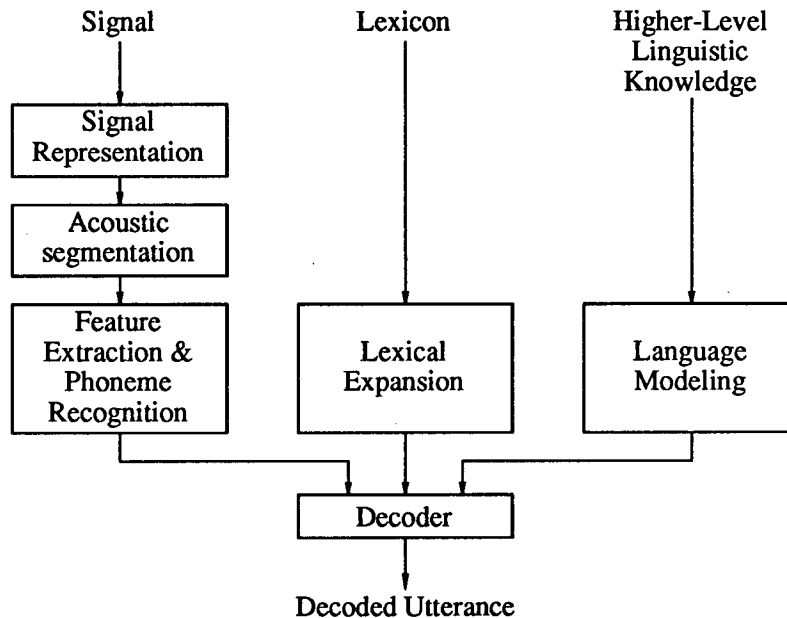 Signal
Lexicon
Higher-Level
Linguistic
Knowledge
Signal
Representation
Acoustic
segmentation
Feature
Extraction &
Phoneme
Recognition
Lexical
Expansion
Language
Modeling
Decoder
Decoded Utterance